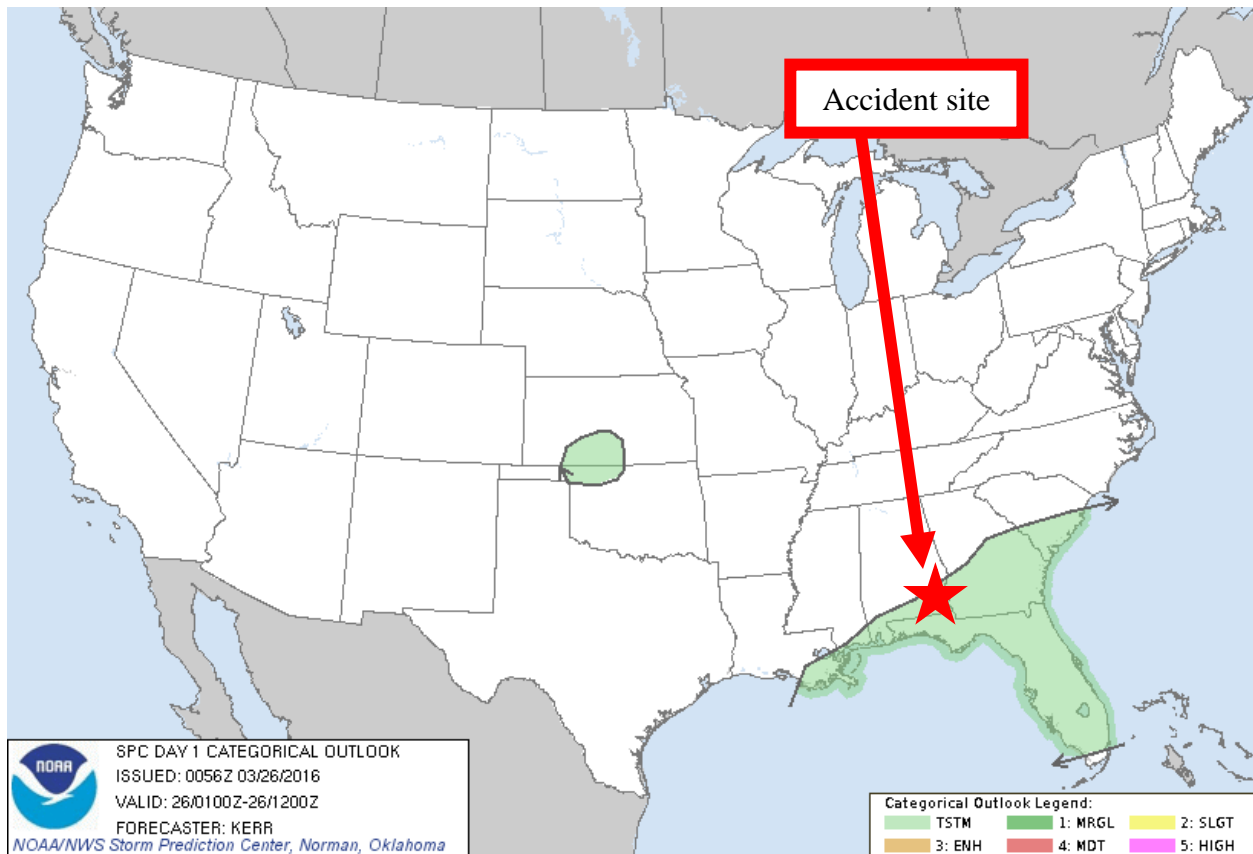 Accident site
NOAA
SPC DAY 1 CATEGORICAL OUTLOOK
ISSUED: 0056Z 03/26/2016
VALID: 26/0100Z-26/1200Z
FORECASTER: KERR
NOAA/NWS Storm Prediction Center, Norman, Oklahoma
Categorical Outlook Legend:
TSTM 1: MRGL 2: SLGT
3: ENH 4: MDT 5: HIGH